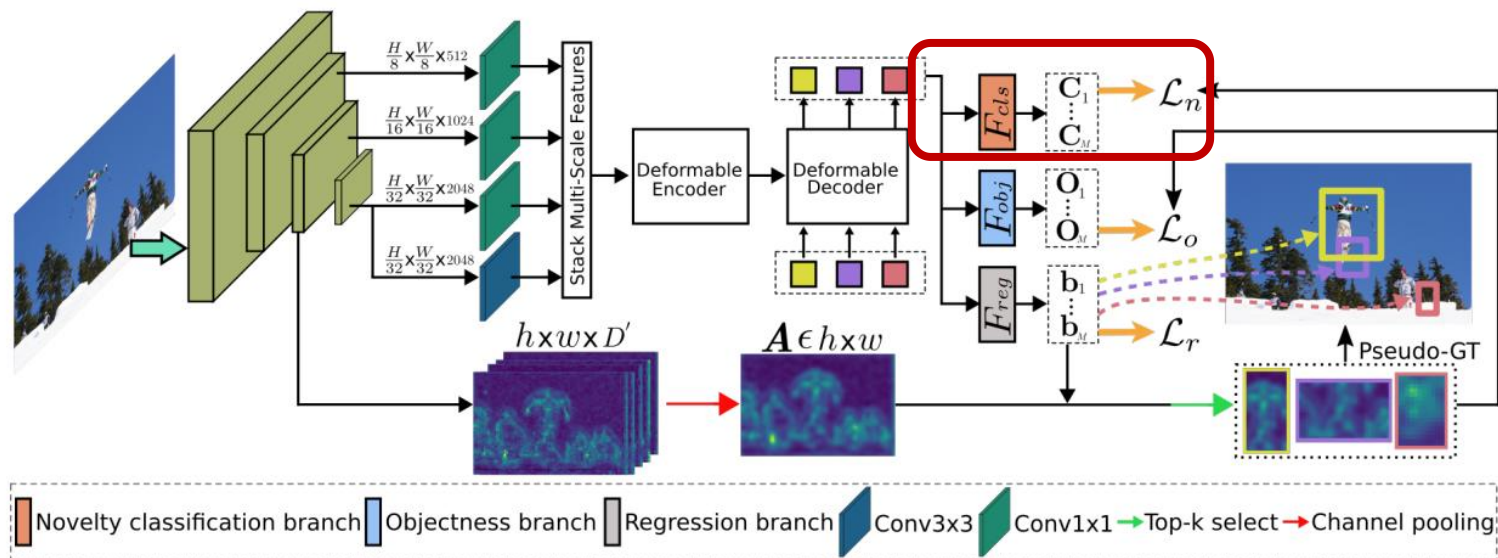 H/8 x W/8 x512
H/16 x W/16 x1024
H/32 x W/32 x2048
H/32 x W/32 x2048
Stack Multi-Scale Features
Deformable
Encoder
Deformable
Decoder
F_cls
C_1
⋮
C_M
L_n
F_obj
O_1
⋮
O_M
L_o
F_reg
b_1
⋮
b_M
L_r
h x w x D′
A ϵ h x w
Pseudo-GT
Novelty classification branch
Objectness branch
Regression branch
Conv3x3
Conv1x1
Top-k select
Channel pooling